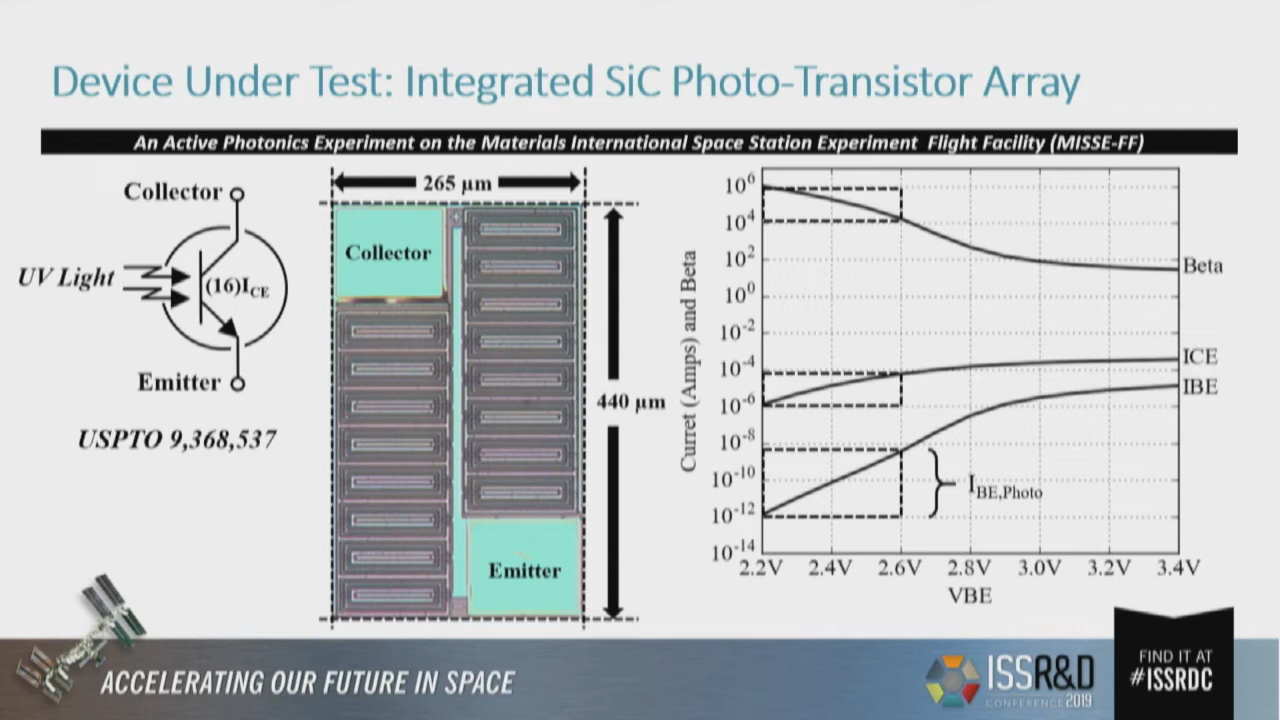 Device Under Test: Integrated SiC Photo-Transistor Array
An Active Photonics Experiment on the Materials International Space Station Experiment Flight Facility (MISSE-FF)
Collector
UV Light
(16)I_CE
Emitter
USPTO 9,368,537
265 µm
Collector
Emitter
440 µm
Curret (Amps) and Beta
10^6
10^4
10^2
10^0
10^-2
10^-4
10^-6
10^-8
10^-10
10^-12
10^-14
Beta
ICE
IBE
I_BE,Photo
2.2V 2.4V 2.6V 2.8V 3.0V 3.2V 3.4V
VBE
ACCELERATING OUR FUTURE IN SPACE
ISSR&D
CONFERENCE 2019
FIND IT AT
#ISSRDC